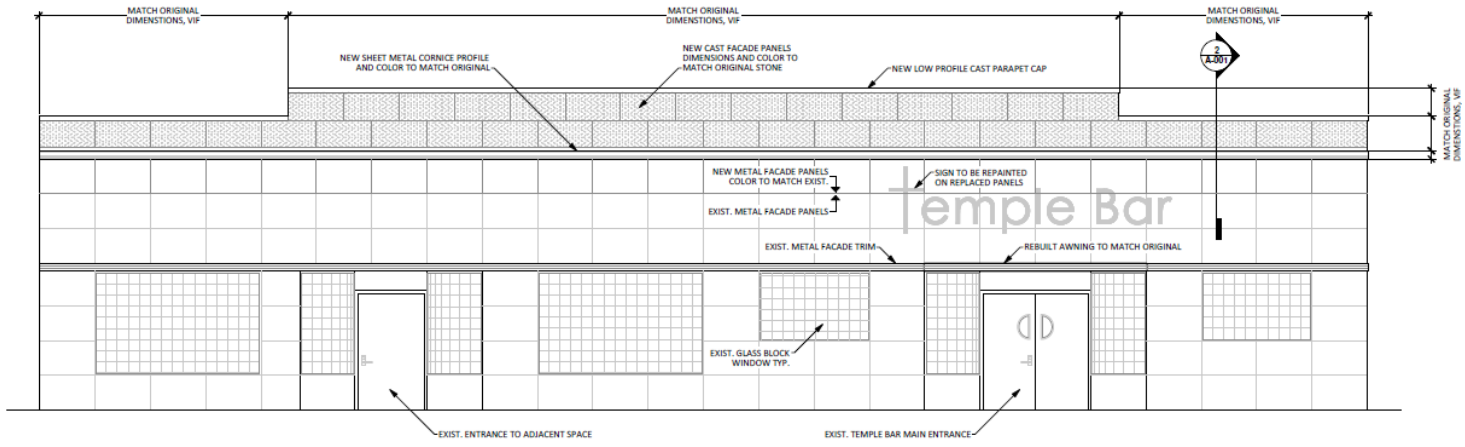 MATCH ORIGINAL
DIMENSTIONS, VIF
MATCH ORIGINAL
DIMENSTIONS, VIF
MATCH ORIGINAL
DIMENSTIONS, VIF
NEW SHEET METAL CORNICE PROFILE
AND COLOR TO MATCH ORIGINAL
NEW CAST FACADE PANELS
DIMENSIONS AND COLOR TO
MATCH ORIGINAL STONE
NEW LOW PROFILE CAST PARAPET CAP
2
A-001
MATCH ORIGINAL
DIMENSTIONS, VIF
NEW METAL FACADE PANELS
COLOR TO MATCH EXIST.
EXIST. METAL FACADE PANELS
SIGN TO BE REPAINTED
ON REPLACED PANELS
Temple Bar
EXIST. METAL FACADE TRIM
REBUILT AWNING TO MATCH ORIGINAL
EXIST. GLASS BLOCK
WINDOW TYP.
EXIST. ENTRANCE TO ADJACENT SPACE
EXIST. TEMPLE BAR MAIN ENTRANCE